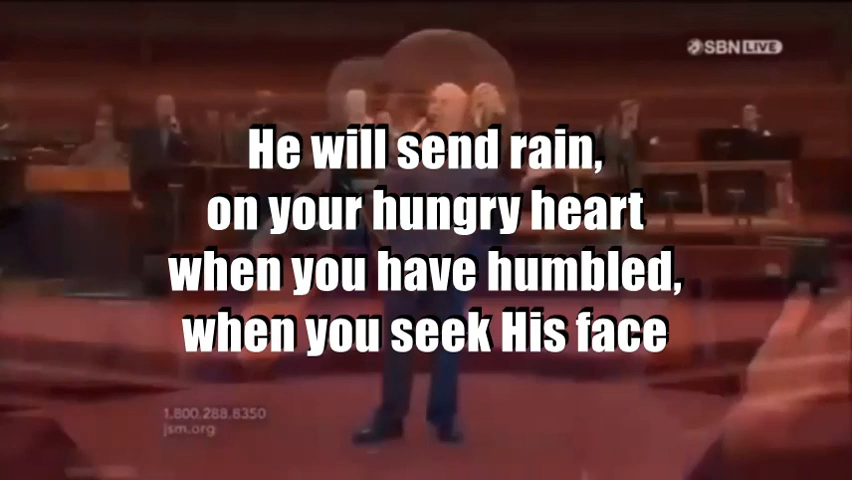 SBN LIVE
He will send rain,
on your hungry heart
when you have humbled,
when you seek His face
1.800.288.8350
jsm.org